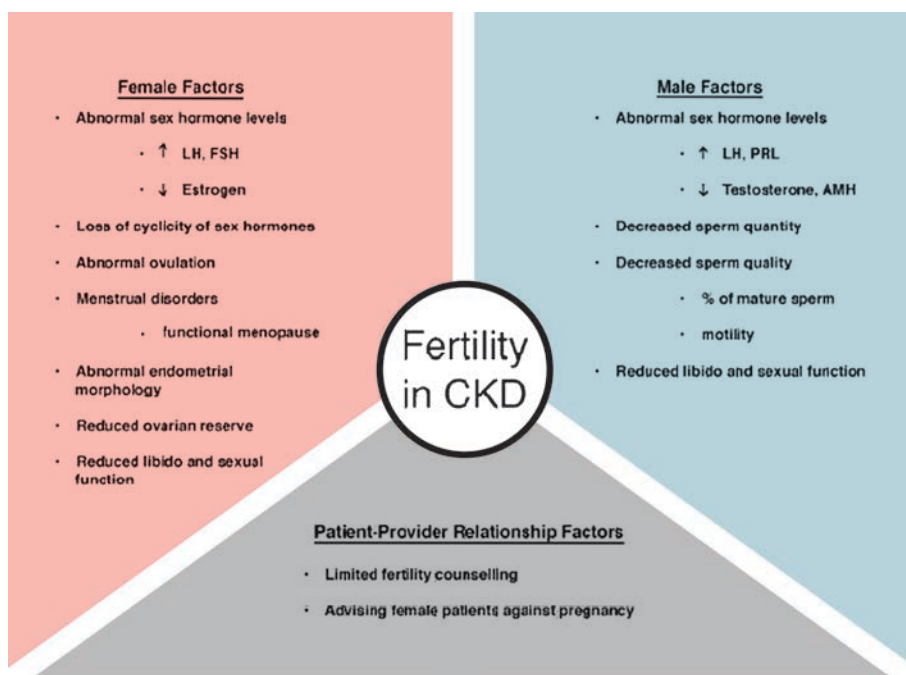 Female Factors
· Abnormal sex hormone levels
· ↑ LH, FSH
· ↓ Estrogen
· Loss of cyclicity of sex hormones
· Abnormal ovulation
· Menstrual disorders
· functional menopause
· Abnormal endometrial
morphology
· Reduced ovarian reserve
· Reduced libido and sexual
function
Male Factors
· Abnormal sex hormone levels
· ↑ LH, PRL
· ↓ Testosterone, AMH
· Decreased sperm quantity
· Decreased sperm quality
· % of mature sperm
· motility
· Reduced libido and sexual function
Fertility
in CKD
Patient-Provider Relationship Factors
· Limited fertility counselling
· Advising female patients against pregnancy